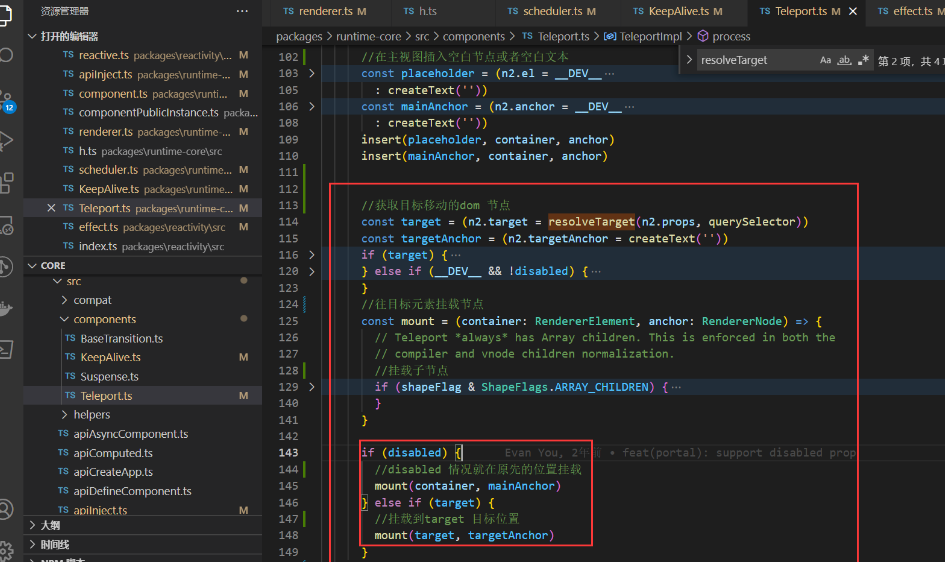 资源管理器
···
打开的编辑器
TS reactive.ts packages\reactivity\... M
TS apiInject.ts packages\runtime-... M
TS component.ts packages\runti... M
TS componentPublicInstance.ts packa...
TS renderer.ts packages\runtime-... M
TS h.ts packages\runtime-core\src
TS scheduler.ts packages\runtime... M
TS KeepAlive.ts packages\runtime... M
TS Teleport.ts packages\runtime-c... M
TS effect.ts packages\reactivity\src M
TS index.ts packages\reactivity\src
12
CORE
src
compat
components
TS BaseTransition.ts
TS KeepAlive.ts M
TS Suspense.ts
TS Teleport.ts M
helpers
TS apiAsyncComponent.ts
TS apiComputed.ts
TS apiCreateApp.ts
TS apiDefineComponent.ts
TS apiInject.ts M
大纲
时间线
TS renderer.ts M
TS h.ts
TS scheduler.ts M
TS KeepAlive.ts M
TS Teleport.ts M
TS effect.ts M
packages > runtime-core > src > components > TS Teleport.ts > TeleportImpl > process
resolveTarget Aa ab .* 第 2 项，共 4
102 //在主视图插入空白节点或者空白文本
103 const placeholder = (n2.el = __DEV__ ···
105 : createText(''))
106 const mainAnchor = (n2.anchor = __DEV__ ···
108 : createText(''))
109 insert(placeholder, container, anchor)
110 insert(mainAnchor, container, anchor)
111
112
113 //获取目标移动的dom 节点
114 const target = (n2.target = resolveTarget(n2.props, querySelector))
115 const targetAnchor = (n2.targetAnchor = createText(''))
116 if (target) { ···
120 } else if (__DEV__ && !disabled) { ···
123 }
124 //往目标元素挂载节点
125 const mount = (container: RendererElement, anchor: RendererNode) => {
126 // Teleport *always* has Array children. This is enforced in both the
127 // compiler and vnode children normalization.
128 //挂载子节点
129 if (shapeFlag & ShapeFlags.ARRAY_CHILDREN) { ···
140 }
141 }
142
143 if (disabled) { Evan You, 2年前 • feat(portal): support disabled prop
144 //disabled 情况就在原先的位置挂载
145 mount(container, mainAnchor)
146 } else if (target) {
147 //挂载到target 目标位置
148 mount(target, targetAnchor)
149 }